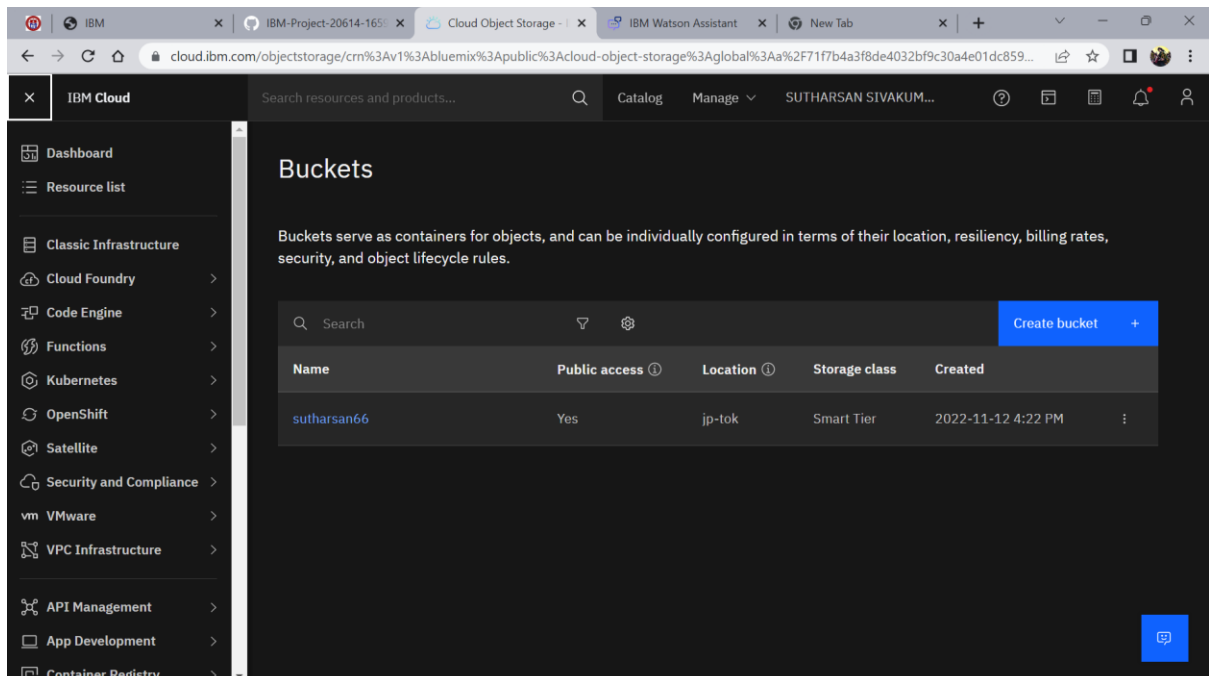 IBM
IBM-Project-20614-165
Cloud Object Storage - I
IBM Watson Assistant
New Tab
cloud.ibm.com/objectstorage/crn%3Av1%3Abluemix%3Apublic%3Acloud-object-storage%3Aglobal%3Aa%2F71f7b4a3f8de4032bf9c30a4e01dc859...
IBM Cloud
Search resources and products...
Catalog
Manage
SUTHARSAN SIVAKUM...
Dashboard
Resource list
Classic Infrastructure
Cloud Foundry
Code Engine
Functions
Kubernetes
OpenShift
Satellite
Security and Compliance
vm VMware
VPC Infrastructure
API Management
App Development
Container Registry
Buckets
Buckets serve as containers for objects, and can be individually configured in terms of their location, resiliency, billing rates,
security, and object lifecycle rules.
Search
Create bucket +
Name Public access Location Storage class Created
sutharsan66 Yes jp-tok Smart Tier 2022-11-12 4:22 PM